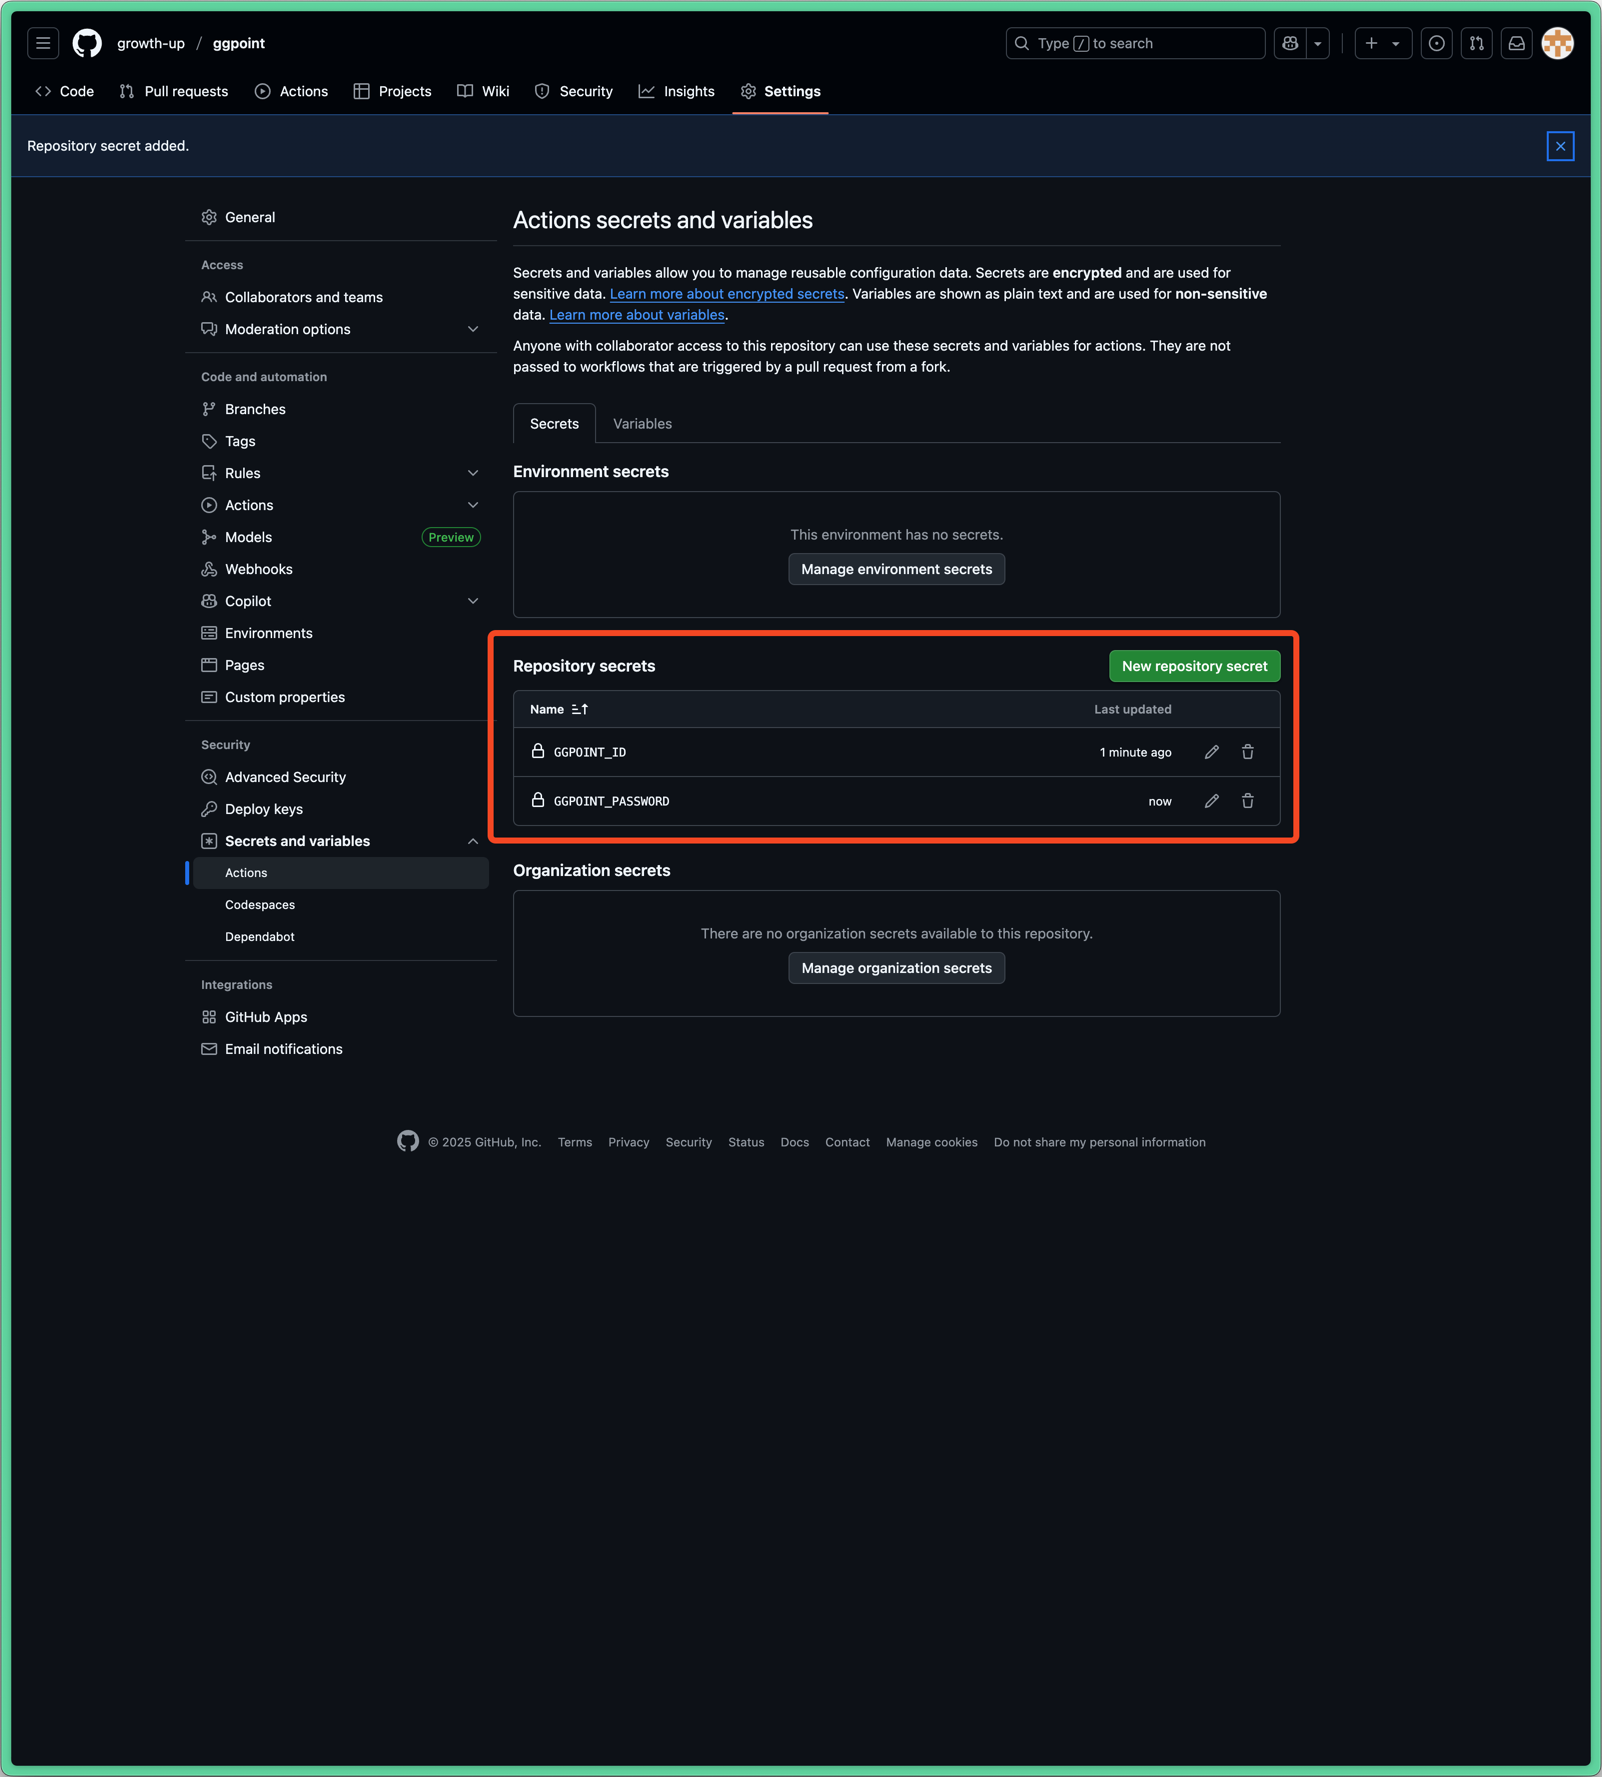 growth-up / ggpoint
Type / to search
Code Pull requests Actions Projects Wiki Security Insights Settings
Repository secret added.
General
Access
Collaborators and teams
Moderation options
Code and automation
Branches
Tags
Rules
Actions
Models Preview
Webhooks
Copilot
Environments
Pages
Custom properties
Security
Advanced Security
Deploy keys
Secrets and variables
Actions
Codespaces
Dependabot
Integrations
GitHub Apps
Email notifications
Actions secrets and variables
Secrets and variables allow you to manage reusable configuration data. Secrets are encrypted and are used for
sensitive data. Learn more about encrypted secrets. Variables are shown as plain text and are used for non-sensitive
data. Learn more about variables.
Anyone with collaborator access to this repository can use these secrets and variables for actions. They are not
passed to workflows that are triggered by a pull request from a fork.
Secrets Variables
Environment secrets
This environment has no secrets.
Manage environment secrets
Repository secrets New repository secret
Name Last updated
GGPOINT_ID 1 minute ago
GGPOINT_PASSWORD now
Organization secrets
There are no organization secrets available to this repository.
Manage organization secrets
© 2025 GitHub, Inc. Terms Privacy Security Status Docs Contact Manage cookies Do not share my personal information